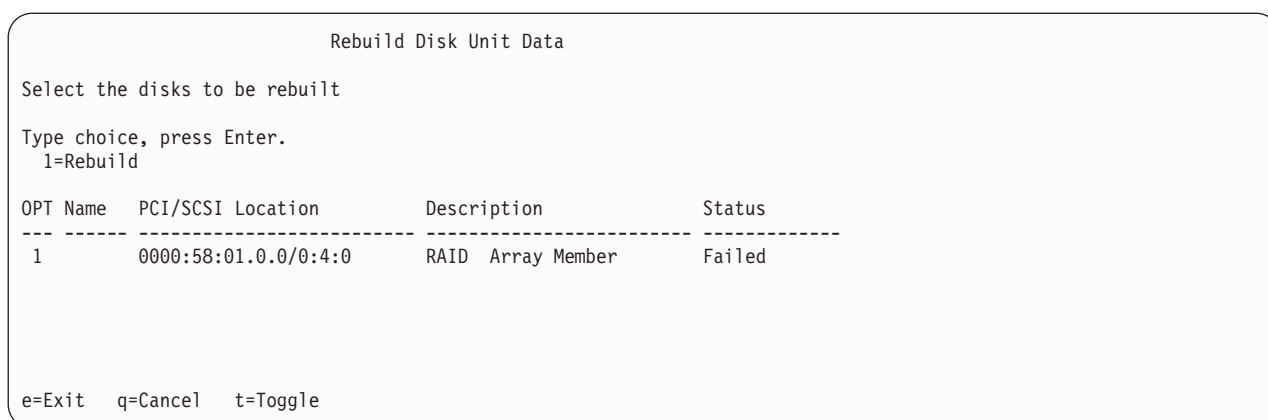 Rebuild Disk Unit Data
Select the disks to be rebuilt
Type choice, press Enter.
1=Rebuild
OPT Name   PCI/SCSI Location          Description               Status
--- ------ -------------------------- ------------------------- -------------
1          0000:58:01.0.0/0:4:0       RAID  Array Member        Failed
e=Exit   q=Cancel   t=Toggle